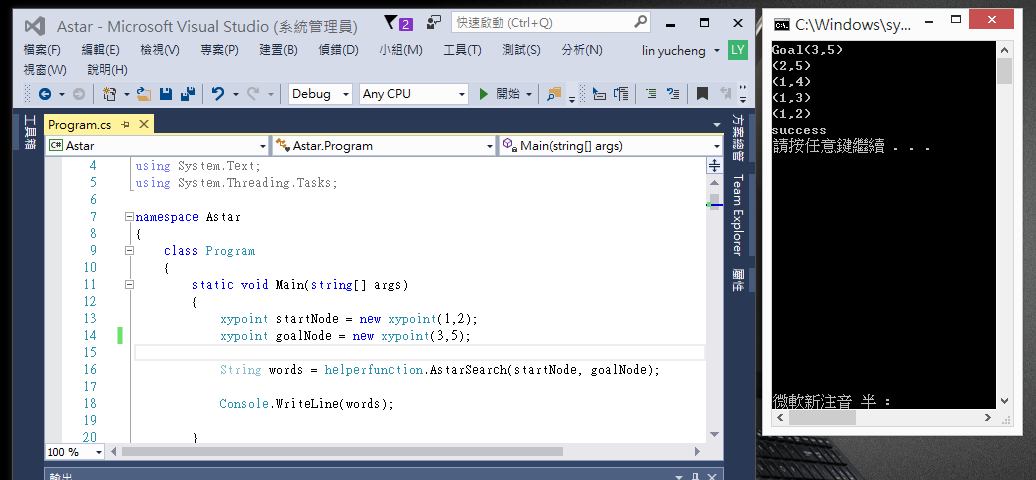 Astar - Microsoft Visual Studio (系統管理員)
2
快速啟動 (Ctrl+Q)
檔案(F) 編輯(E) 檢視(V) 專案(P) 建置(B) 偵錯(D) 小組(M) 工具(T) 測試(S) 分析(N) lin yucheng LY
視窗(W) 說明(H)
Debug Any CPU 開始
工具箱
Program.cs
C# Astar Astar.Program Main(string[] args)
4 using System.Text;
5 using System.Threading.Tasks;
6
7 namespace Astar
8 {
9 class Program
10 {
11 static void Main(string[] args)
12 {
13 xypoint startNode = new xypoint(1,2);
14 xypoint goalNode = new xypoint(3,5);
15
16 String words = helperfunction.AstarSearch(startNode, goalNode);
17
18 Console.WriteLine(words);
19
20 }
100 %
輸出
方案總管
Team Explorer
屬性
C:\Windows\sy...
Goal(3,5)
(2,5)
(1,4)
(1,3)
(1,2)
success
請按任意鍵繼續 . . .
微軟新注音 半 :